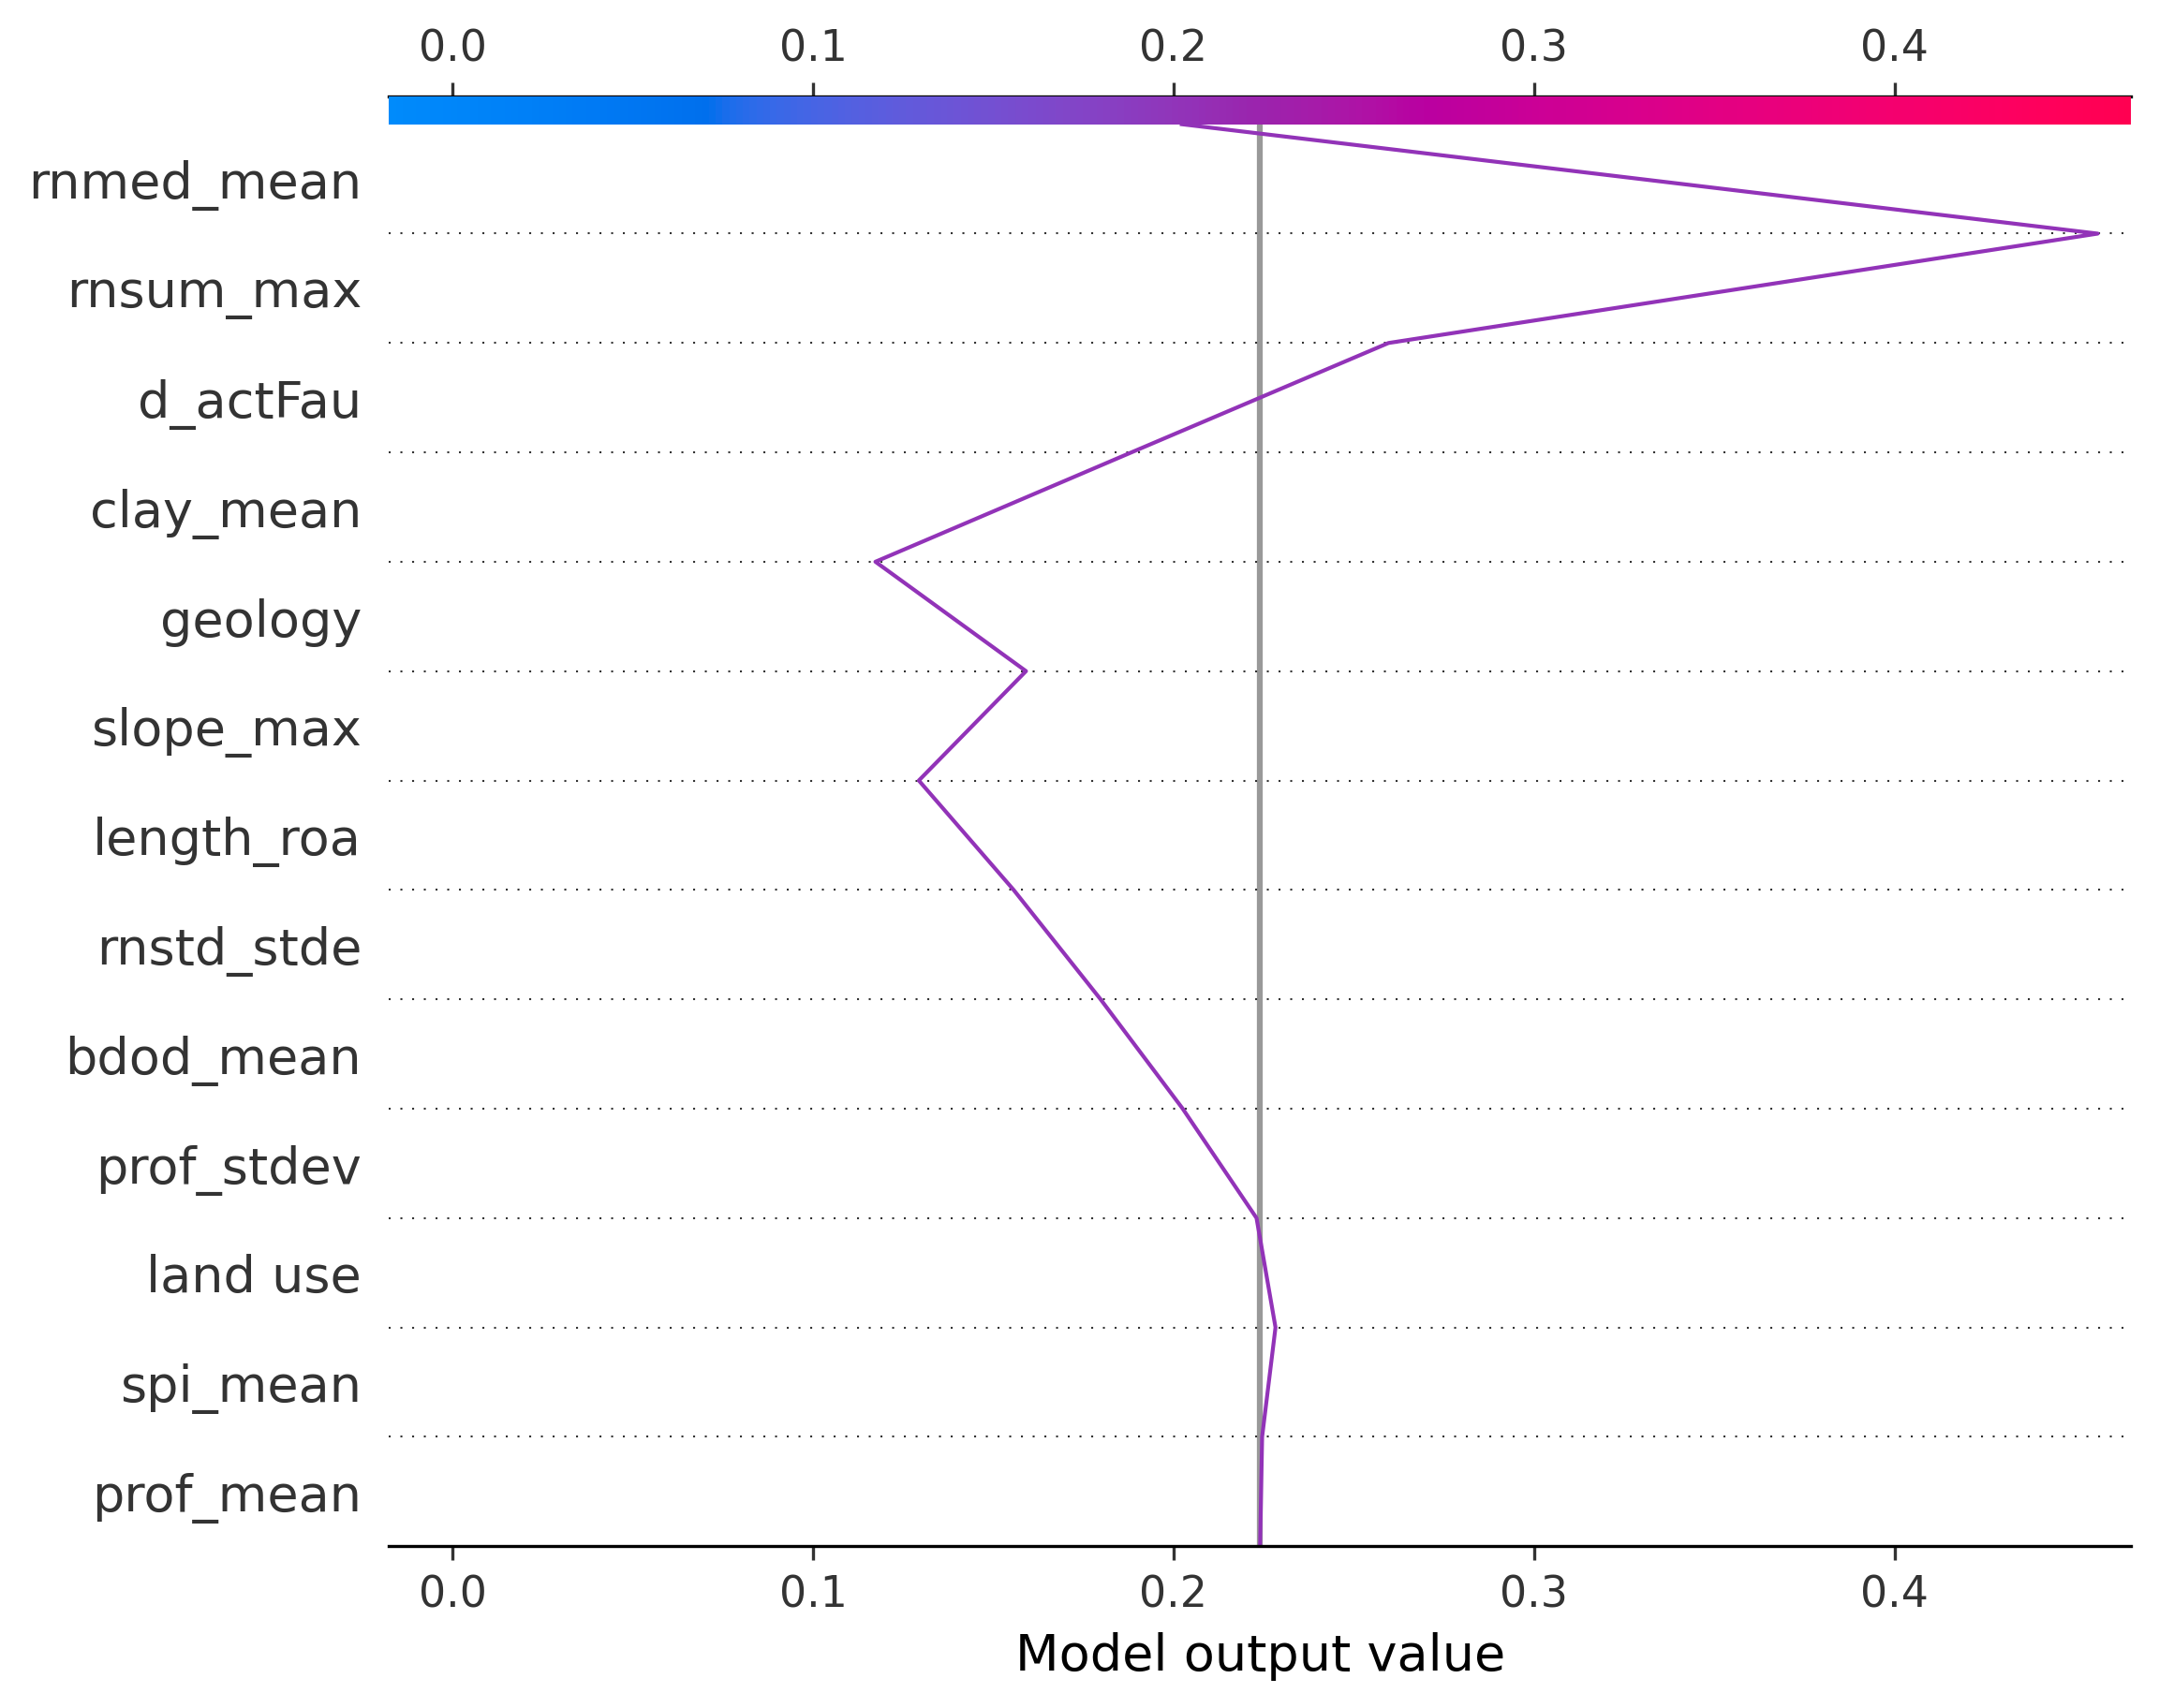 0.0 0.1 0.2 0.3 0.4
rnmed_mean
rnsum_max
d_actFau
clay_mean
geology
slope_max
length_roa
rnstd_stde
bdod_mean
prof_stdev
land use
spi_mean
prof_mean
0.0 0.1 0.2 0.3 0.4
Model output value